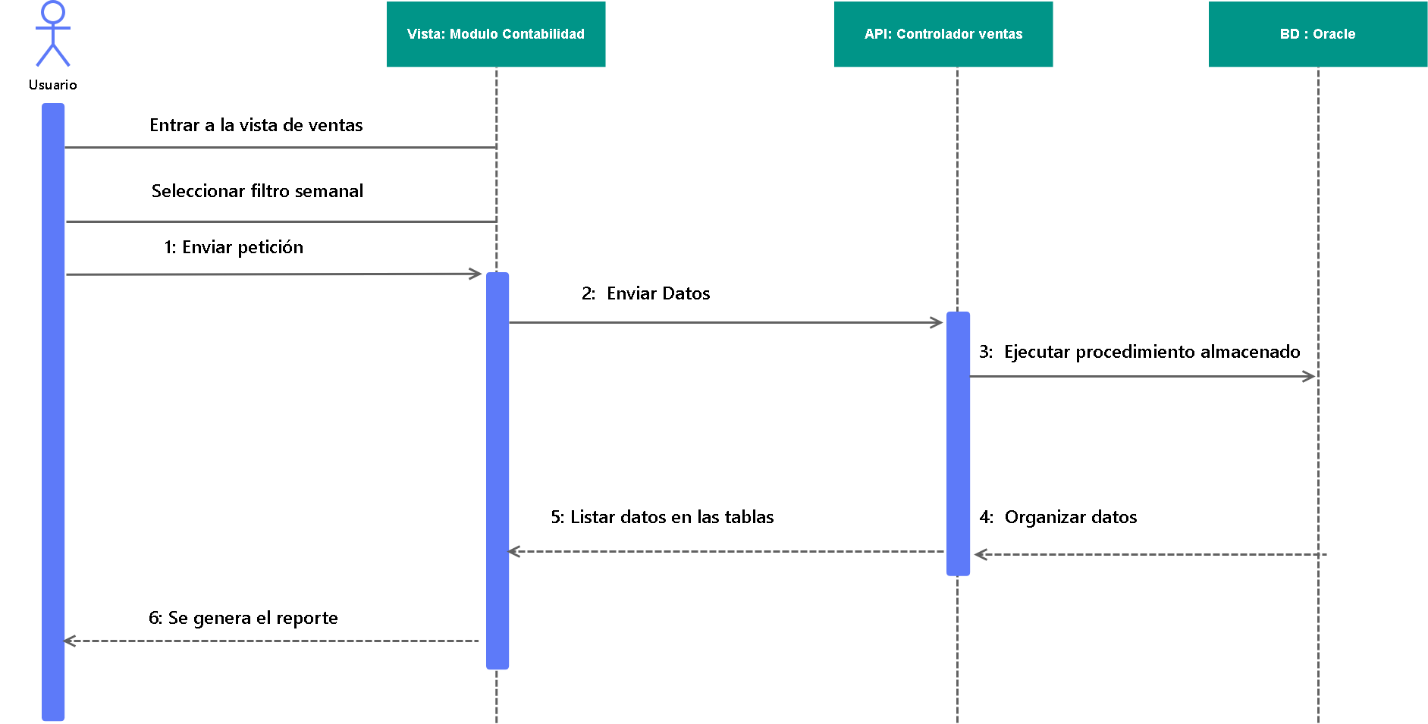 Vista: Modulo Contabilidad
API: Controlador ventas
BD : Oracle
Usuario
Entrar a la vista de ventas
Seleccionar filtro semanal
1: Enviar petición
2: Enviar Datos
3: Ejecutar procedimiento almacenado
5: Listar datos en las tablas
4: Organizar datos
6: Se genera el reporte